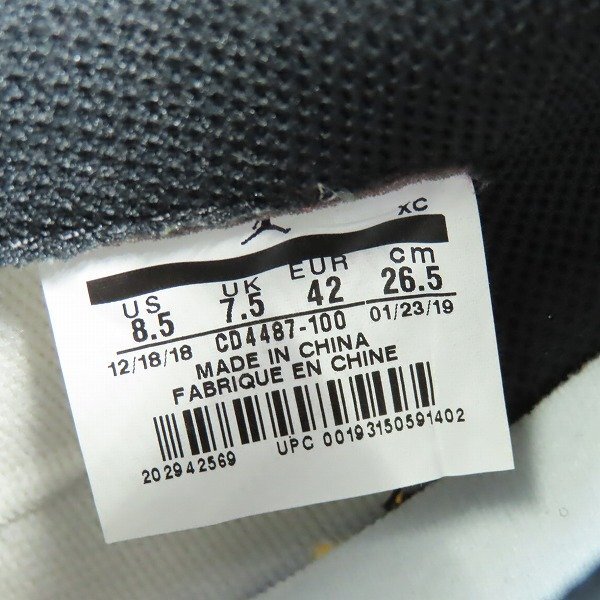 XC
US UK EUR cm
8.5 7.5 42 26.5
12/18/18 CD4487-100 01/23/19
MADE IN CHINA
FABRIQUE EN CHINE
202942569 UPC 00193150591402